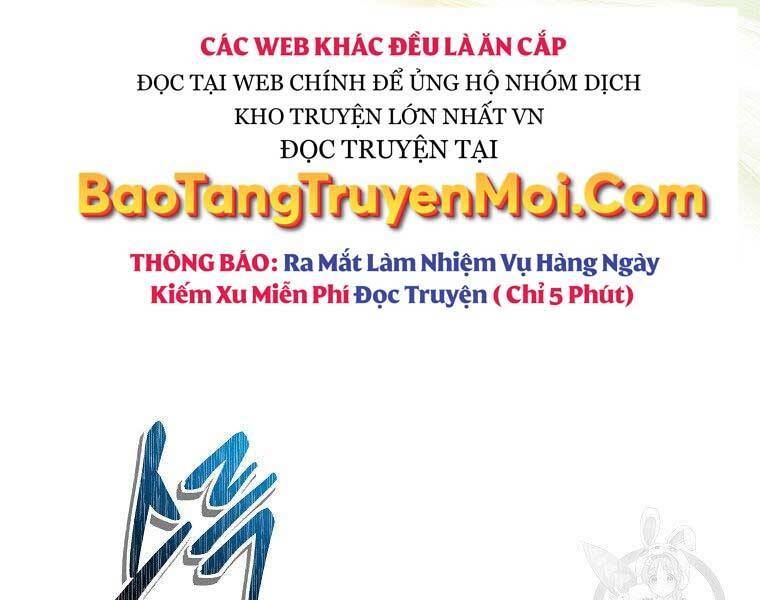 CÁC WEB KHÁC ĐỀU LÀ ĂN CẮP
ĐỌC TẠI WEB CHÍNH ĐỂ ỦNG HỘ NHÓM DỊCH
KHO TRUYỆN LỚN NHẤT VN
ĐỌC TRUYỆN TẠI
BaoTangTruyenMoi.Com
THÔNG BÁO: Ra Mắt Làm Nhiệm Vụ Hàng Ngày
Kiếm Xu Miễn Phí Đọc Truyện ( Chỉ 5 Phút)